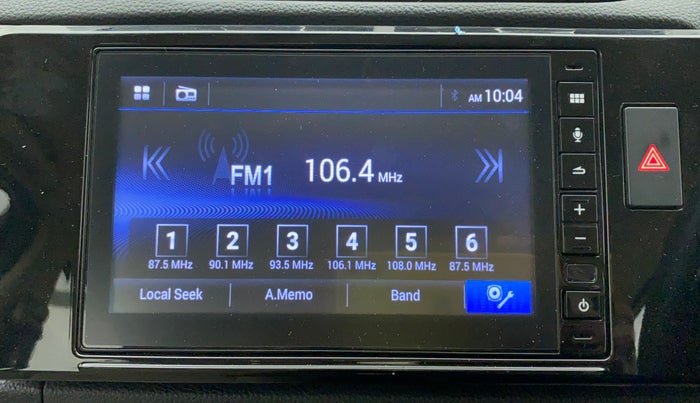 AM 10:04
FM1 106.4 MHz
1 2 3 4 5 6
87.5 MHz 90.1 MHz 93.5 MHz 106.1 MHz 108.0 MHz 87.5 MHz
Local Seek A.Memo Band